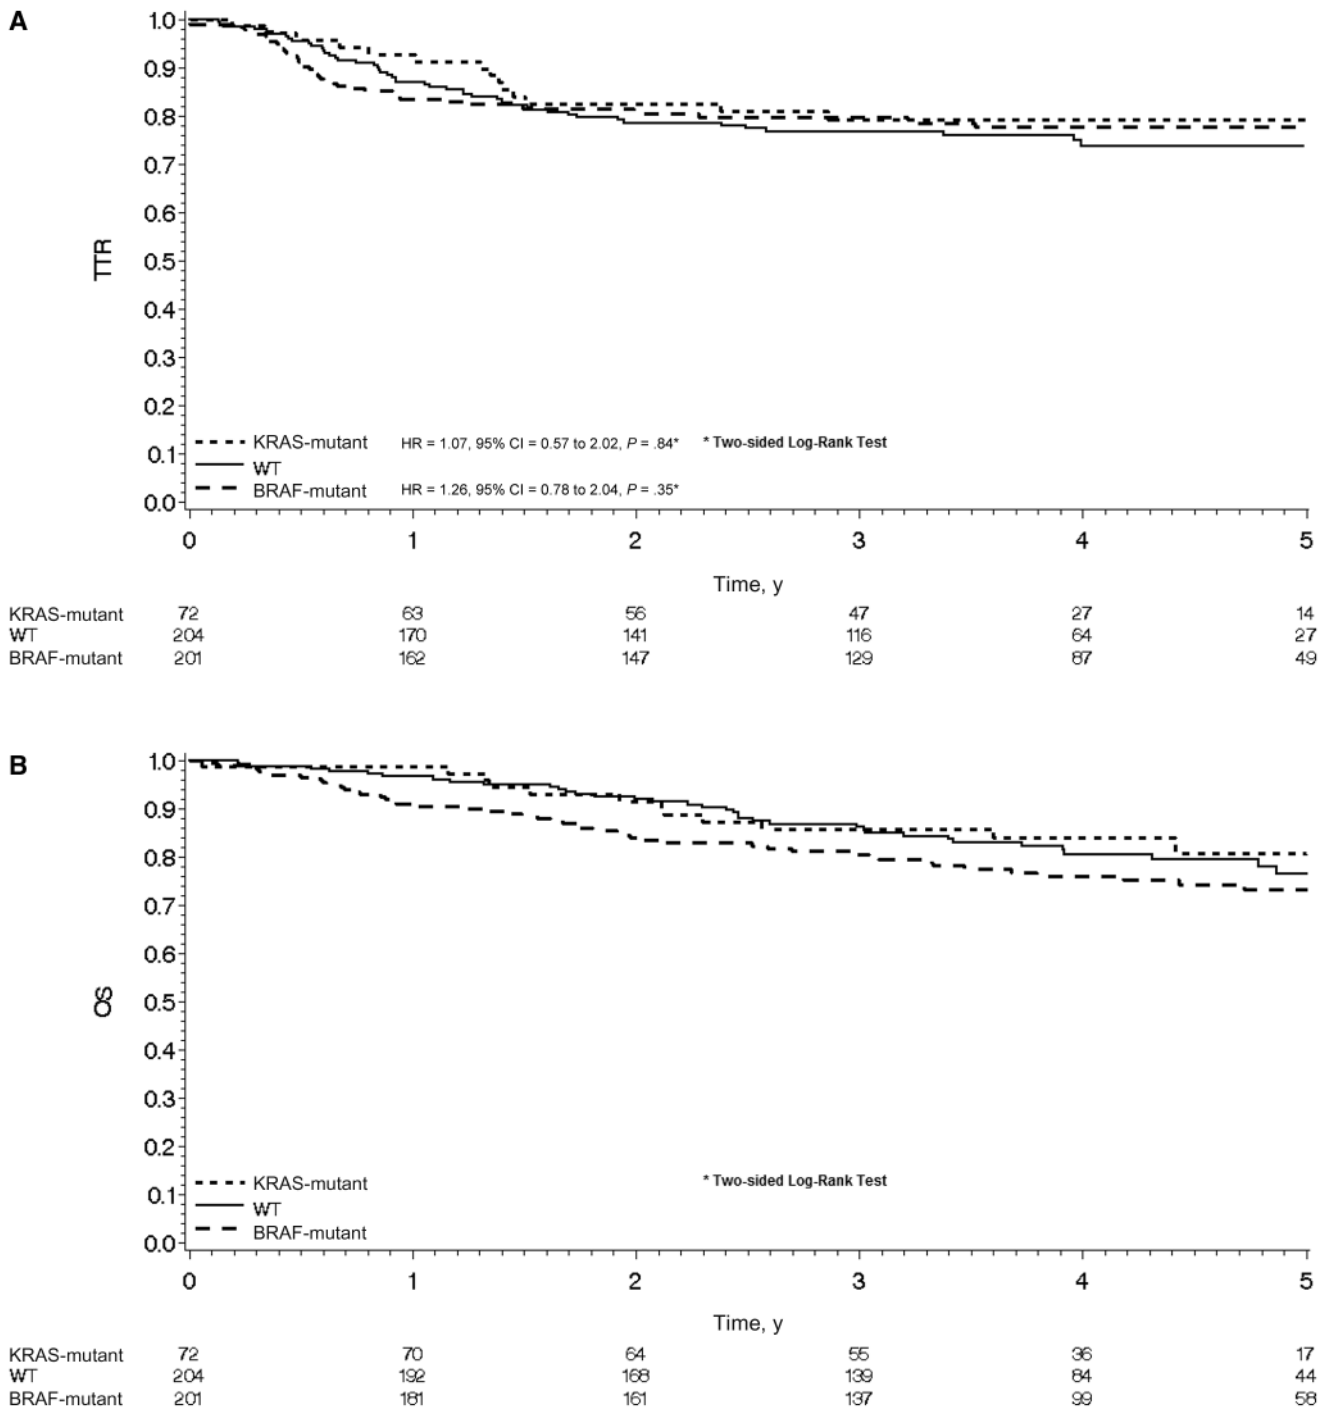 A
1.0
0.9
0.8
0.7
0.6
0.5
0.4
0.3
0.2
0.1
0.0
TTR
KRAS-mutant HR = 1.07, 95% CI = 0.57 to 2.02, P = .84* * Two-sided Log-Rank Test
WT
BRAF-mutant HR = 1.26, 95% CI = 0.78 to 2.04, P = .35*
0 1 2 3 4 5
Time, y
KRAS-mutant 72 63 56 47 27 14
WT 204 170 141 116 64 27
BRAF-mutant 201 162 147 129 87 49
B
1.0
0.9
0.8
0.7
0.6
0.5
0.4
0.3
0.2
0.1
0.0
OS
KRAS-mutant * Two-sided Log-Rank Test
WT
BRAF-mutant
0 1 2 3 4 5
Time, y
KRAS-mutant 72 70 64 55 36 17
WT 204 192 168 139 84 44
BRAF-mutant 201 181 161 137 99 58